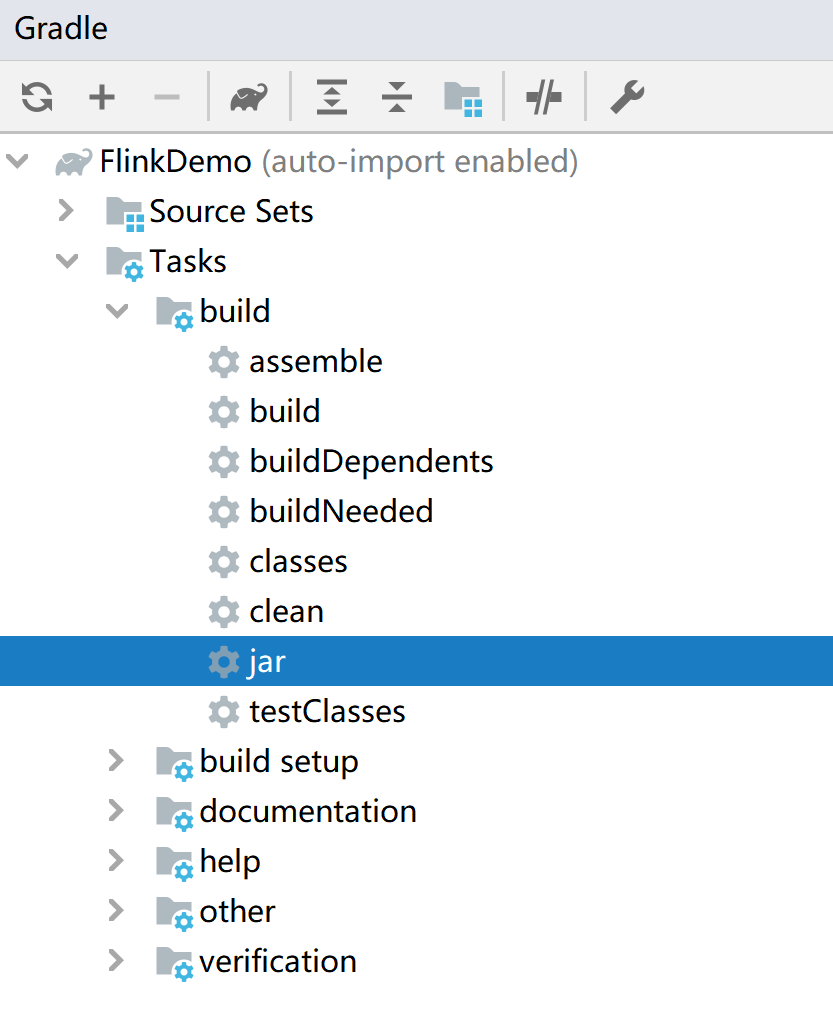 Gradle
FlinkDemo (auto-import enabled)
Source Sets
Tasks
build
assemble
build
buildDependents
buildNeeded
classes
clean
jar
testClasses
build setup
documentation
help
other
verification